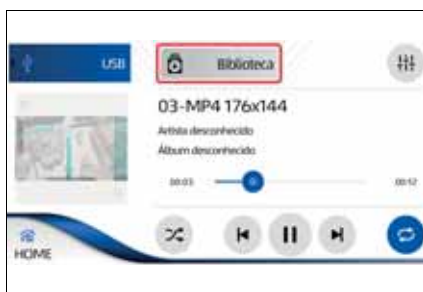 USB
Biblioteca
03-MP4 176x144
Artista desconhecido
Álbum desconhecido
00:03
00:12
HOME